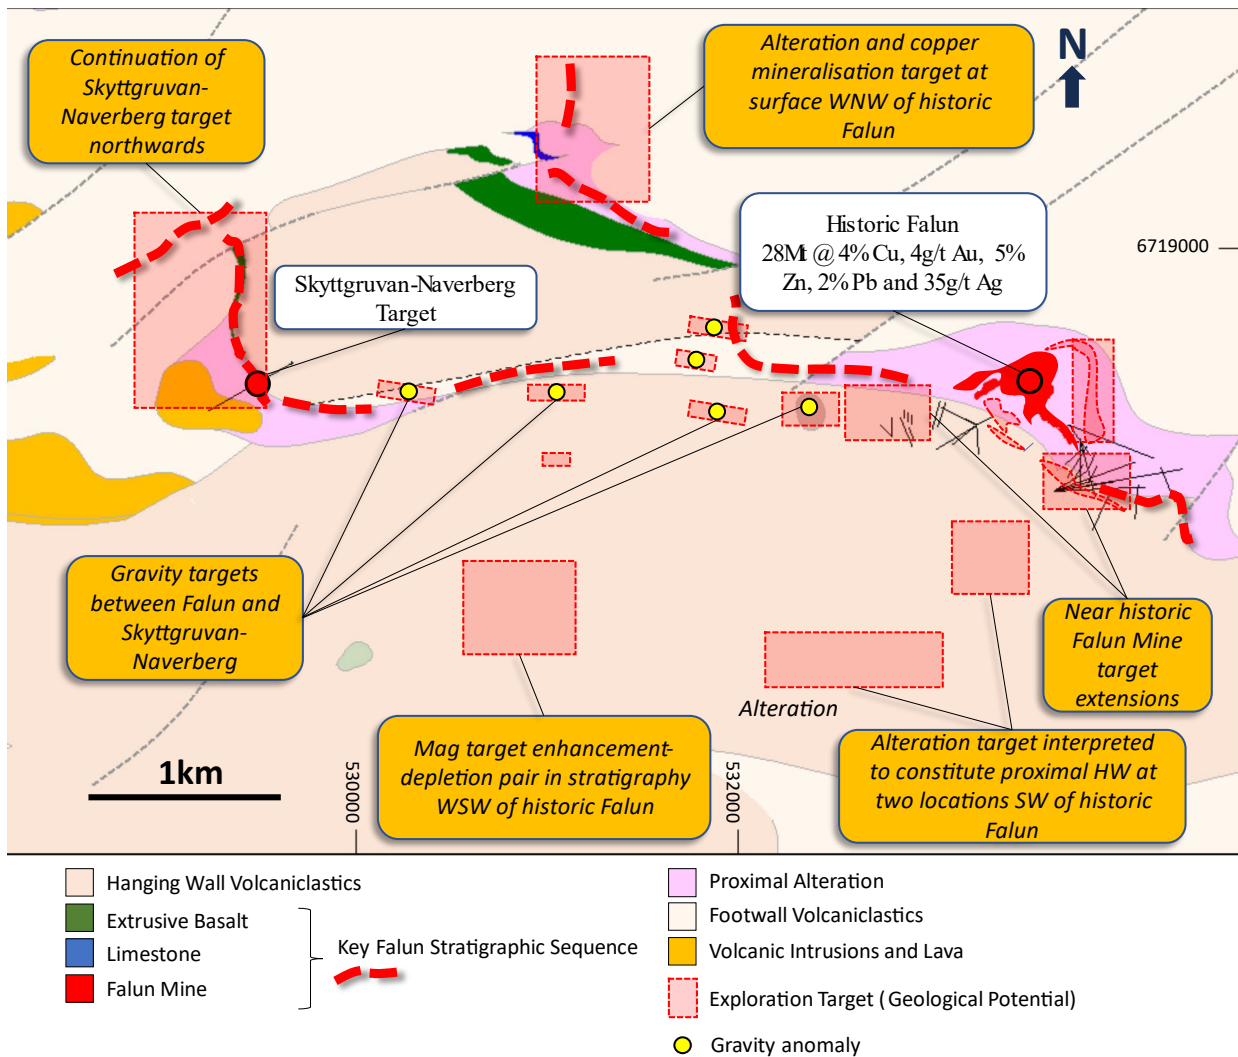 Continuation of
Skyttgruvan-
Naverberg target
northwards
Alteration and copper
mineralisation target at
surface WNW of historic
Falun
N
Historic Falun
28Mt @ 4% Cu, 4g/t Au, 5%
Zn, 2% Pb and 35g/t Ag
6719000
Skyttgruvan-Naverberg
Target
Gravity targets
between Falun and
Skyttgruvan-
Naverberg
Near historic
Falun Mine
target
extensions
Alteration
Mag target enhancement-
depletion pair in stratigraphy
WSW of historic Falun
Alteration target interpreted
to constitute proximal HW at
two locations SW of historic
Falun
1km
530000
532000
Hanging Wall Volcaniclastics
Extrusive Basalt
Limestone
Falun Mine
Key Falun Stratigraphic Sequence
Proximal Alteration
Footwall Volcaniclastics
Volcanic Intrusions and Lava
Exploration Target (Geological Potential)
Gravity anomaly